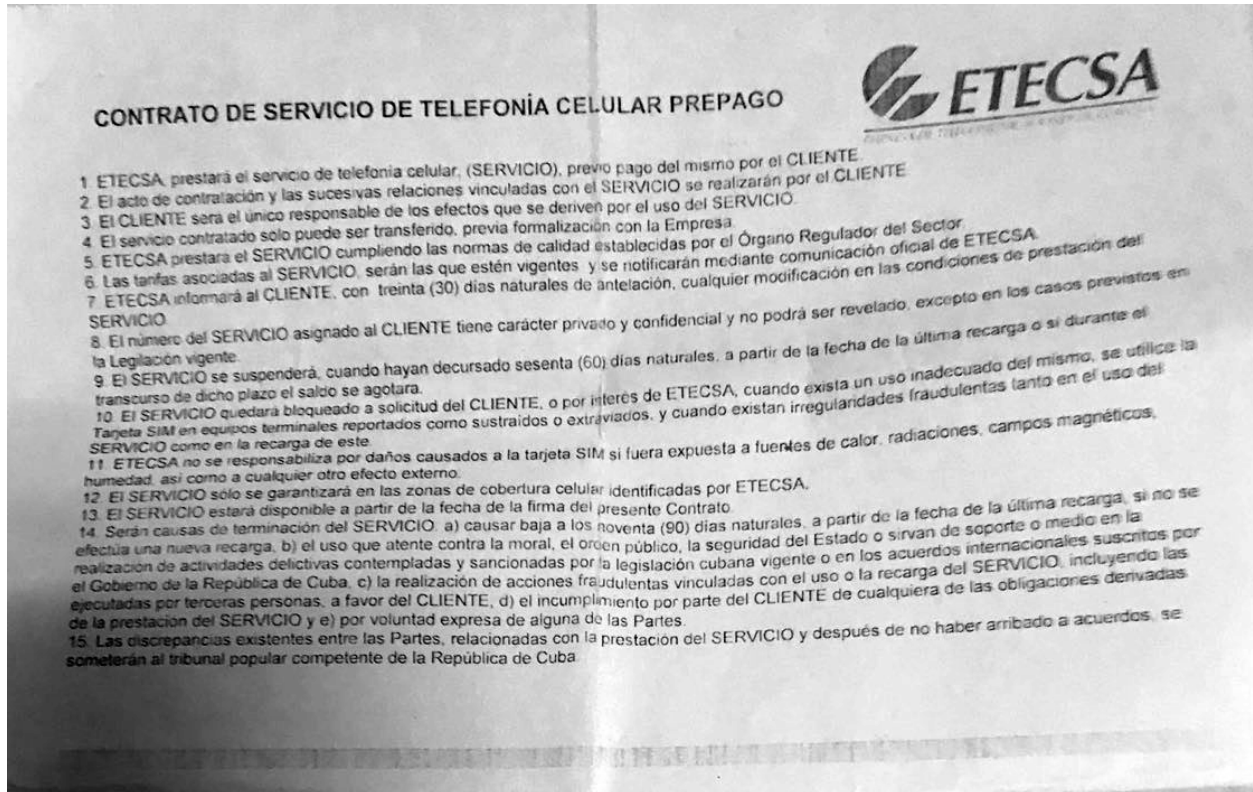 CONTRATO DE SERVICIO DE TELEFONÍA CELULAR PREPAGO
ETECSA
1. ETECSA, prestará el servicio de telefonía celular, (SERVICIO), previo pago del mismo por el CLIENTE
2. El acto de contratación y las sucesivas relaciones vinculadas con el SERVICIO se realizarán por el CLIENTE
3. El CLIENTE será el único responsable de los efectos que se deriven por el uso del SERVICIO.
4. El servicio contratado solo puede ser transferido, previa formalización con la Empresa.
5. ETECSA prestará el SERVICIO cumpliendo las normas de calidad establecidas por el Órgano Regulador del Sector
6. Las tarifas asociadas al SERVICIO, serán las que estén vigentes y se notificarán mediante comunicación oficial de ETECSA.
7. ETECSA informará al CLIENTE, con treinta (30) días naturales de antelación, cualquier modificación en las condiciones de prestación del
SERVICIO.
8. El número del SERVICIO asignado al CLIENTE tiene carácter privado y confidencial y no podrá ser revelado, excepto en los casos previstos en
la Legislación vigente.
9. El SERVICIO se suspenderá, cuando hayan decursado sesenta (60) días naturales, a partir de la fecha de la última recarga o si durante el
transcurso de dicho plazo el saldo se agotara.
10. El SERVICIO quedará bloqueado a solicitud del CLIENTE, o por interés de ETECSA, cuando exista un uso inadecuado del mismo, se utilice la
Tarjeta SIM en equipos terminales reportados como sustraídos o extraviados, y cuando existan irregularidades fraudulentas tanto en el uso del
SERVICIO como en la recarga de este.
11. ETECSA no se responsabiliza por daños causados a la tarjeta SIM si fuera expuesta a fuentes de calor, radiaciones, campos magnéticos,
humedad, así como a cualquier otro efecto externo.
12. El SERVICIO sólo se garantizará en las zonas de cobertura celular identificadas por ETECSA.
13. El SERVICIO estará disponible a partir de la fecha de la firma del presente Contrato.
14. Serán causas de terminación del SERVICIO: a) causar baja a los noventa (90) días naturales, a partir de la fecha de la última recarga, si no se
efectúa una nueva recarga, b) el uso que atente contra la moral, el orden público, la seguridad del Estado o sirvan de soporte o medio en la
realización de actividades delictivas contempladas y sancionadas por la legislación cubana vigente o en los acuerdos internacionales suscritos por
el Gobierno de la República de Cuba, c) la realización de acciones fraudulentas vinculadas con el uso o la recarga del SERVICIO, incluyendo las
ejecutadas por terceras personas, a favor del CLIENTE, d) el incumplimiento por parte del CLIENTE de cualquiera de las obligaciones derivadas
de la prestación del SERVICIO y e) por voluntad expresa de alguna de las Partes.
15. Las discrepancias existentes entre las Partes, relacionadas con la prestación del SERVICIO y después de no haber arribado a acuerdos, se
someterán al tribunal popular competente de la República de Cuba